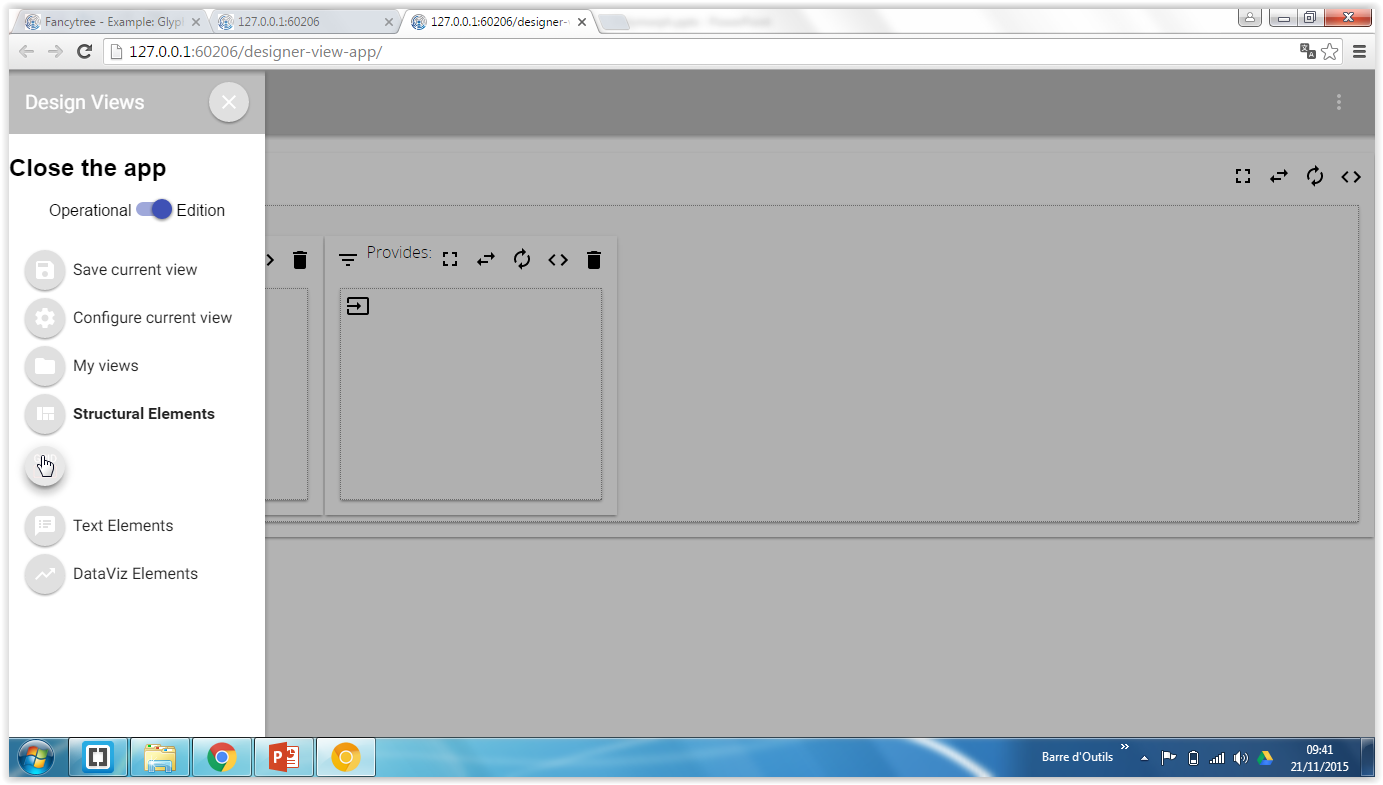 Fancytree - Example: Glyp
127.0.0.1:60206
127.0.0.1:60206/designer-
127.0.0.1:60206/designer-view-app/
Design Views
Close the app
Operational Edition
Save current view
Configure current view
My views
Structural Elements
Text Elements
DataViz Elements
Provides:
Barre d'Outils
09:41
21/11/2015